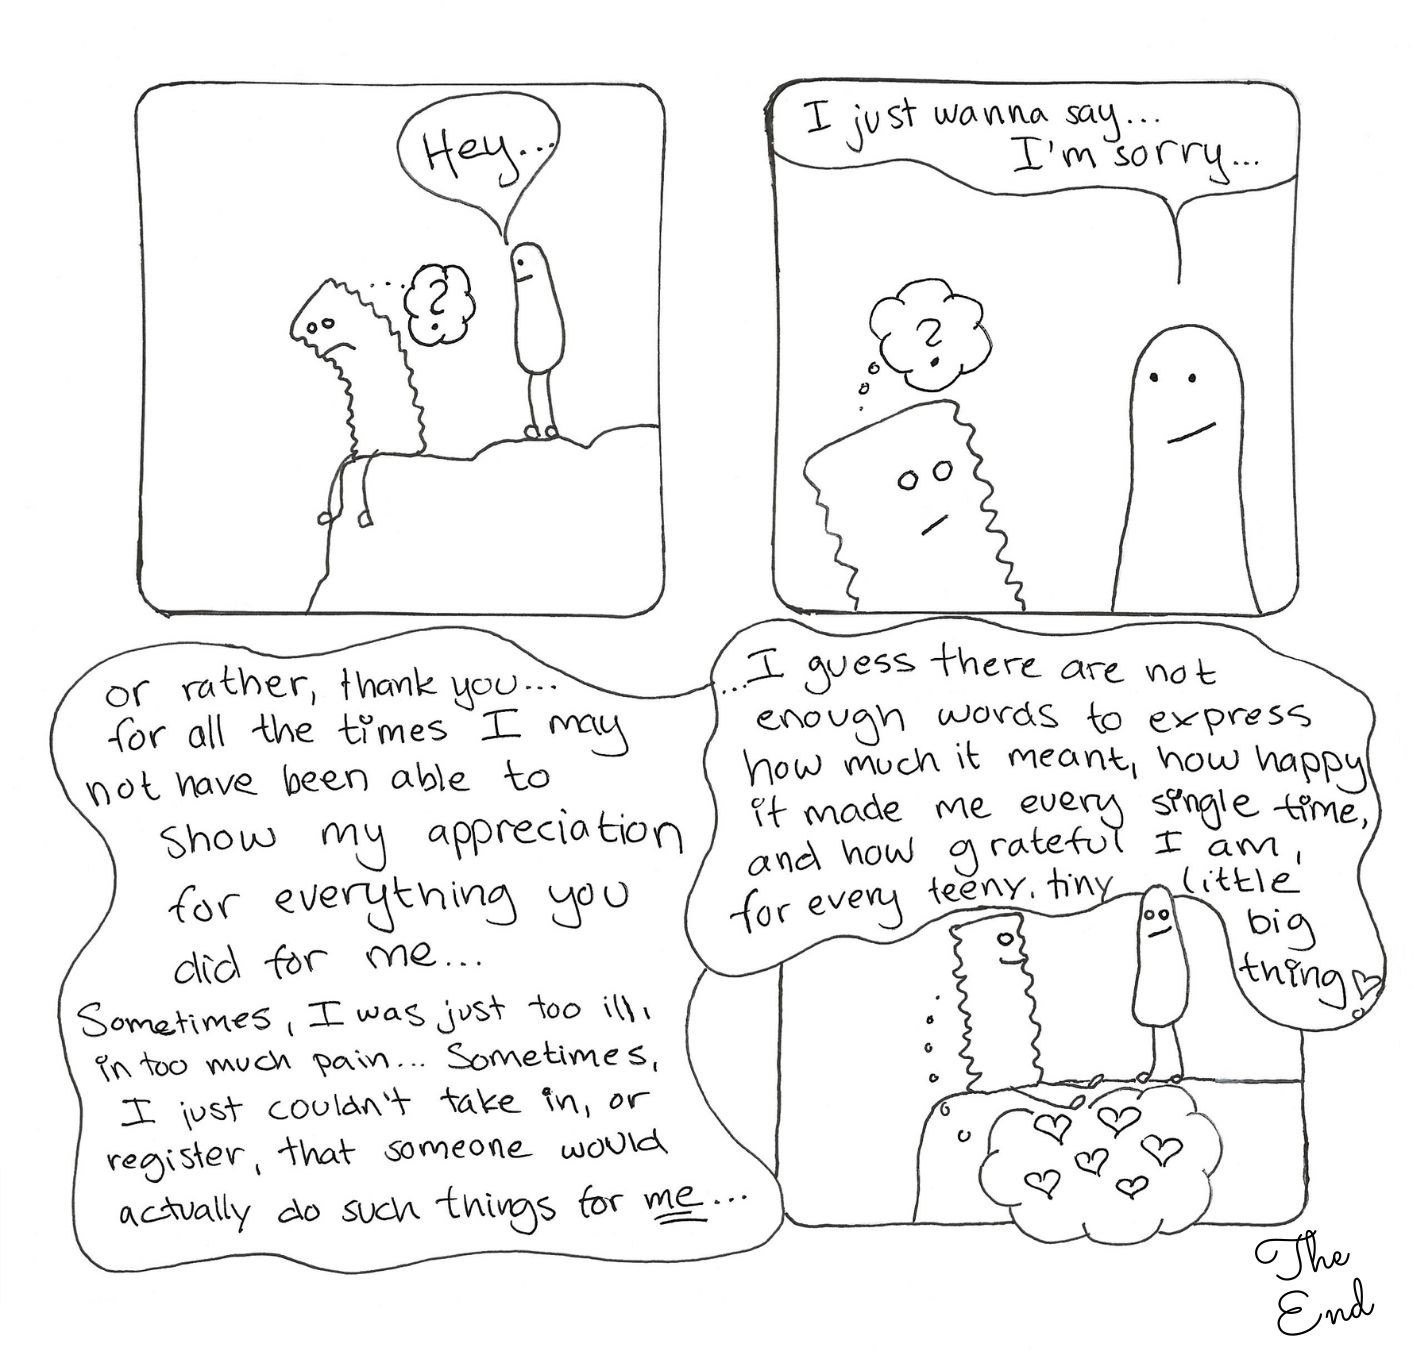 Hey...
?
I just wanna say...
I'm sorry...
?
or rather, thank you...
for all the times I may
not have been able to
show my appreciation
for everything you
did for me...
Sometimes, I was just too ill,
in too much pain... Sometimes,
I just couldn't take in, or
register, that someone would
actually do such things for me...
...I guess there are not
enough words to express
how much it meant, how happy
it made me every single time,
and how grateful I am,
for every teeny, tiny, little
big
thing
The
End